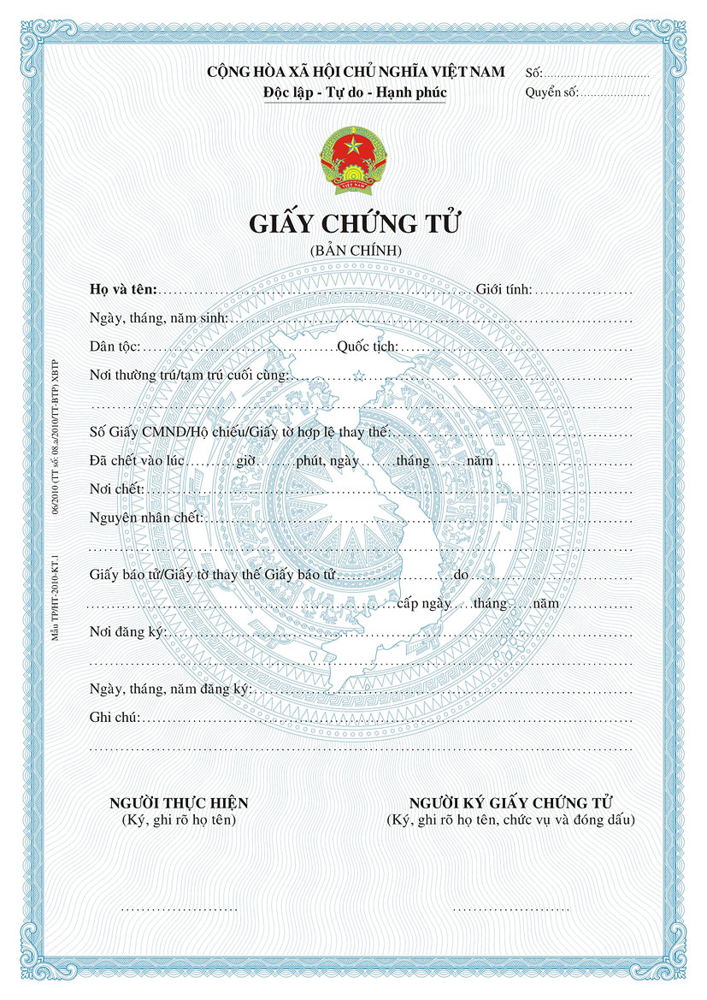 CỘNG HÒA XÃ HỘI CHỦ NGHĨA VIỆT NAM
Độc lập - Tự do - Hạnh phúc
Số:..............................
Quyển số:.....................
VIỆT NAM
GIẤY CHỨNG TỬ
(BẢN CHÍNH)
Họ và tên:..............................Giới tính:....................
Ngày, tháng, năm sinh:..............................
Dân tộc:..............................Quốc tịch:..............................
Nơi thường trú/tạm trú cuối cùng:..............................
..............................
Số Giấy CMND/Hộ chiếu/Giấy tờ hợp lệ thay thế:..............................
Đã chết vào lúc..........giờ........phút, ngày.......tháng.......năm..............................
Nơi chết:..............................
Nguyên nhân chết:..............................
..............................
Giấy báo tử/Giấy tờ thay thế Giấy báo tử.......................do..............................
..............................cấp ngày.....tháng.....năm...............
Nơi đăng ký:..............................
..............................
Ngày, tháng, năm đăng ký:..............................
Ghi chú:..............................
..............................
NGƯỜI THỰC HIỆN
(Ký, ghi rõ họ tên)
..............................
NGƯỜI KÝ GIẤY CHỨNG TỬ
(Ký, ghi rõ họ tên, chức vụ và đóng dấu)
..............................
Mẫu TP/HT-2010-KT.1
06/2010 (TT số: 08.a/2010/TT-BTP) XBTP